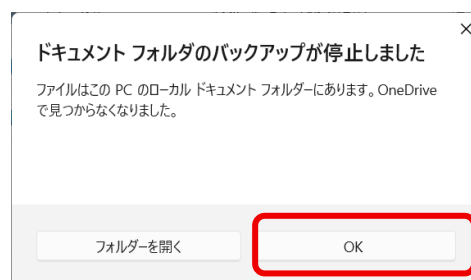 ドキュメント フォルダのバックアップが停止しました
ファイルはこの PC のローカル ドキュメント フォルダーにあります。OneDrive
で見つからなくなりました。
フォルダーを開く
OK